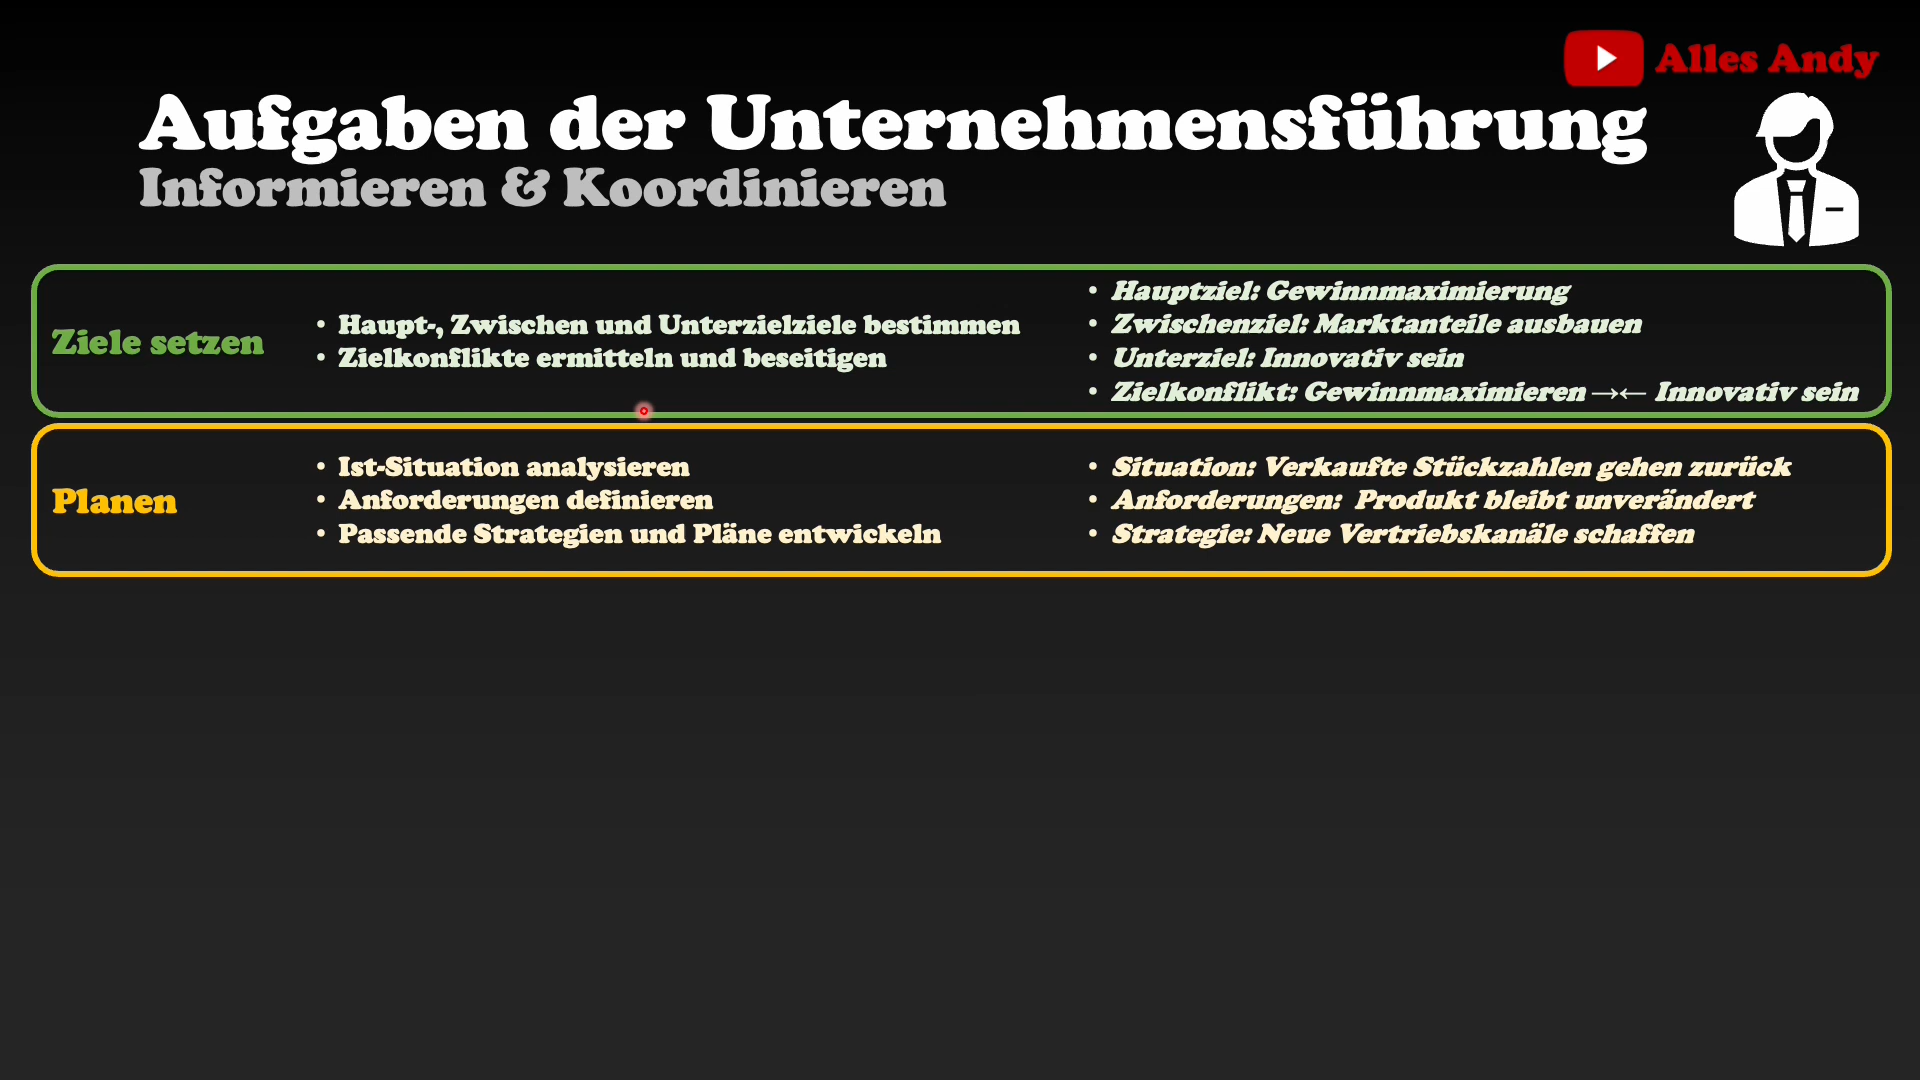 Alles Andy
Aufgaben der Unternehmensführung
Informieren & Koordinieren
Ziele setzen
• Haupt-, Zwischen und Unterzielziele bestimmen
• Zielkonflikte ermitteln und beseitigen
• Hauptziel: Gewinnmaximierung
• Zwischenziel: Marktanteile ausbauen
• Unterziel: Innovativ sein
• Zielkonflikt: Gewinnmaximieren →← Innovativ sein
Planen
• Ist-Situation analysieren
• Anforderungen definieren
• Passende Strategien und Pläne entwickeln
• Situation: Verkaufte Stückzahlen gehen zurück
• Anforderungen: Produkt bleibt unverändert
• Strategie: Neue Vertriebskanäle schaffen